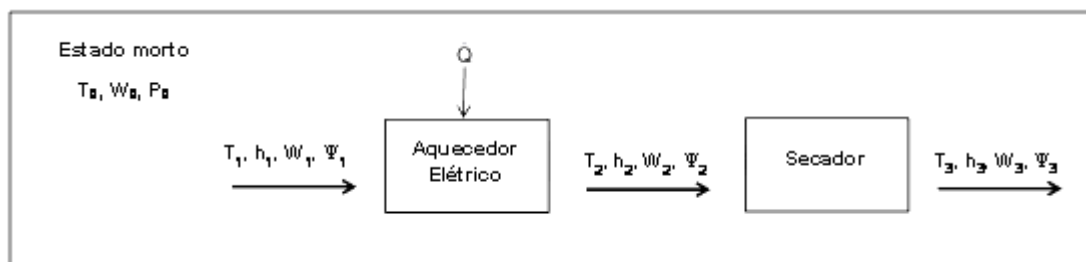 Estado morto
T₀, W₀, P₀
Q
T₁, h₁, W₁, Ψ₁
Aquecedor
Elétrico
T₂, h₂, W₂, Ψ₂
Secador
T₃, h₃, W₃, Ψ₃